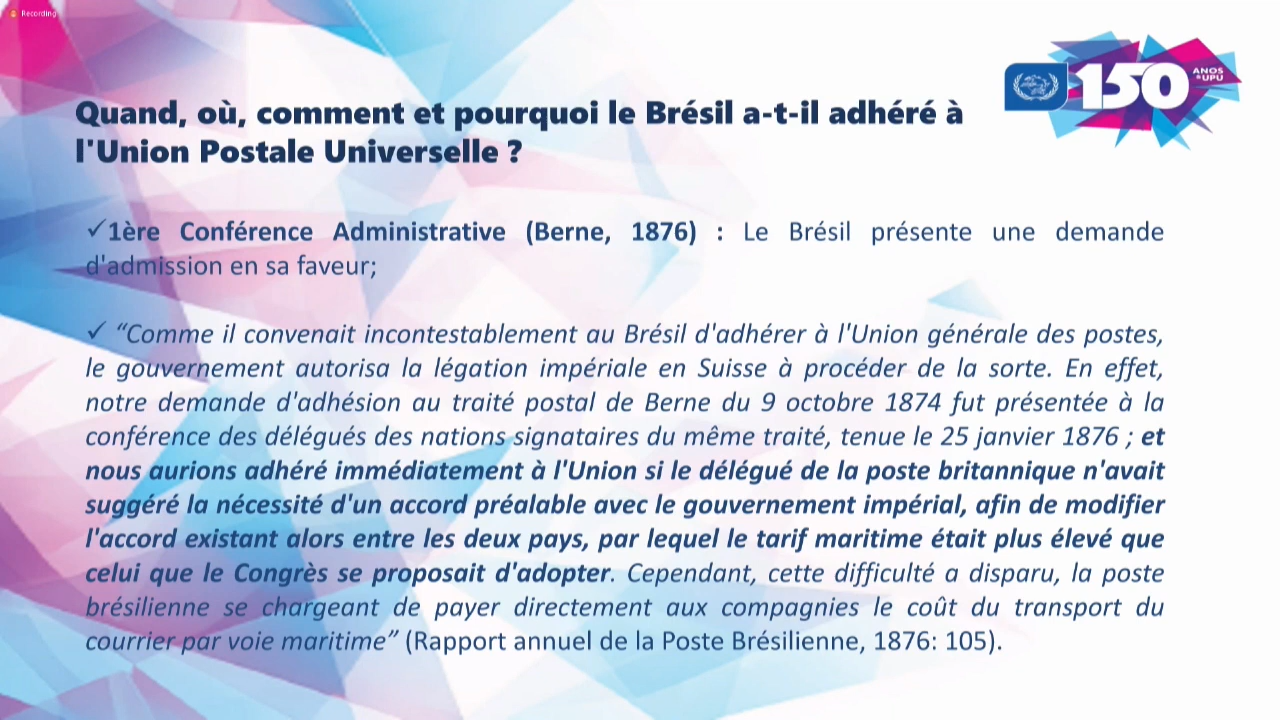 Recording
150 ANOS
UPU
Quand, où, comment et pourquoi le Brésil a-t-il adhéré à
l'Union Postale Universelle ?
✓1ère Conférence Administrative (Berne, 1876) : Le Brésil présente une demande
d'admission en sa faveur;
✓ “Comme il convenait incontestablement au Brésil d'adhérer à l'Union générale des postes,
le gouvernement autorisa la légation impériale en Suisse à procéder de la sorte. En effet,
notre demande d'adhésion au traité postal de Berne du 9 octobre 1874 fut présentée à la
conférence des délégués des nations signataires du même traité, tenue le 25 janvier 1876 ; et
nous aurions adhéré immédiatement à l'Union si le délégué de la poste britannique n'avait
suggéré la nécessité d'un accord préalable avec le gouvernement impérial, afin de modifier
l'accord existant alors entre les deux pays, par lequel le tarif maritime était plus élevé que
celui que le Congrès se proposait d'adopter. Cependant, cette difficulté a disparu, la poste
brésilienne se chargeant de payer directement aux compagnies le coût du transport du
courrier par voie maritime” (Rapport annuel de la Poste Brésilienne, 1876: 105).